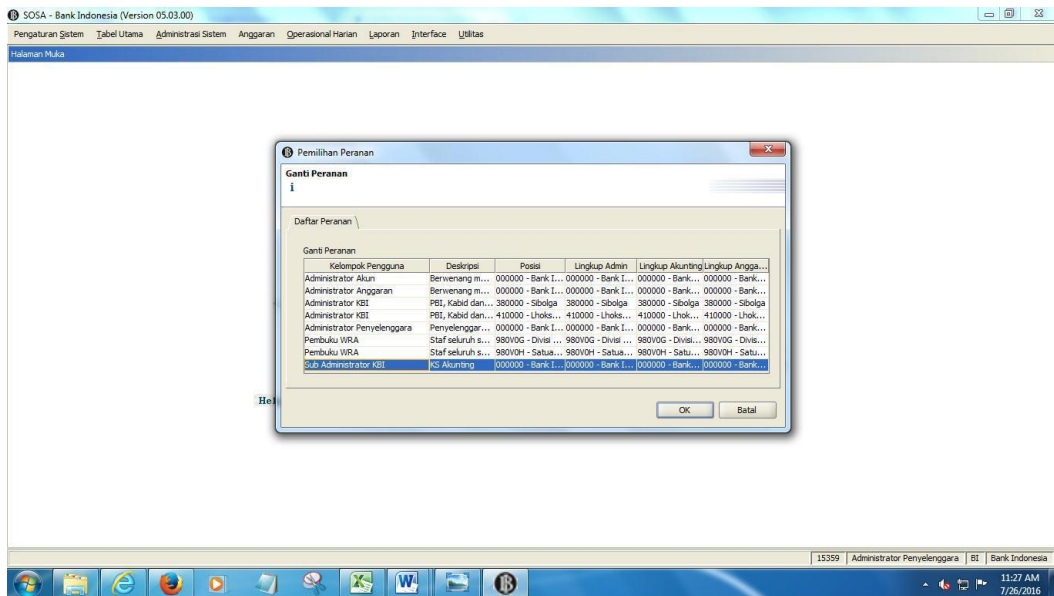 SOSA - Bank Indonesia (Version 05.03.00)
Pengaturan Sistem Tabel Utama Administrasi Sistem Anggaran Operasional Harian Laporan Interface Utilitas
Halaman Muka
Pemilihan Peranan
Ganti Peranan
i
Daftar Peranan
Ganti Peranan
Kelompok Pengguna Deskripsi Posisi Lingkup Admin Lingkup Akunting Lingkup Angga...
Administrator Akun Berwenang m... 000000 - Bank I... 000000 - Bank I... 000000 - Bank... 000000 - Bank...
Administrator Anggaran Berwenang m... 000000 - Bank I... 000000 - Bank I... 000000 - Bank... 000000 - Bank...
Administrator KBI PBI, Kabid dan... 380000 - Sibolga 380000 - Sibolga 380000 - Sibolga 380000 - Sibolga
Administrator KBI PBI, Kabid dan... 410000 - Lhoks... 410000 - Lhoks... 410000 - Lhok... 410000 - Lhok...
Administrator Penyelenggara Penyelenggar... 000000 - Bank I... 000000 - Bank I... 000000 - Bank... 000000 - Bank...
Pembuku WRA Staf seluruh s... 980V0G - Divisi ... 980V0G - Divisi ... 980V0G - Divisi... 980V0G - Divis...
Pembuku WRA Staf seluruh s... 980V0H - Satua... 980V0H - Satua... 980V0H - Satu... 980V0H - Satu...
Sub Administrator KBI KS Akunting 000000 - Bank I... 000000 - Bank I... 000000 - Bank... 000000 - Bank...
OK Batal
15359 Administrator Penyelenggara BI Bank Indonesia
11:27 AM
7/26/2016